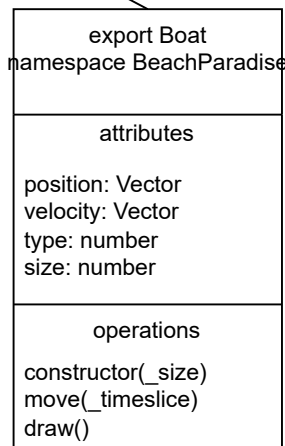 export Boat
namespace BeachParadise
attributes
position: Vector
velocity: Vector
type: number
size: number
operations
constructor(_size)
move(_timeslice)
draw()